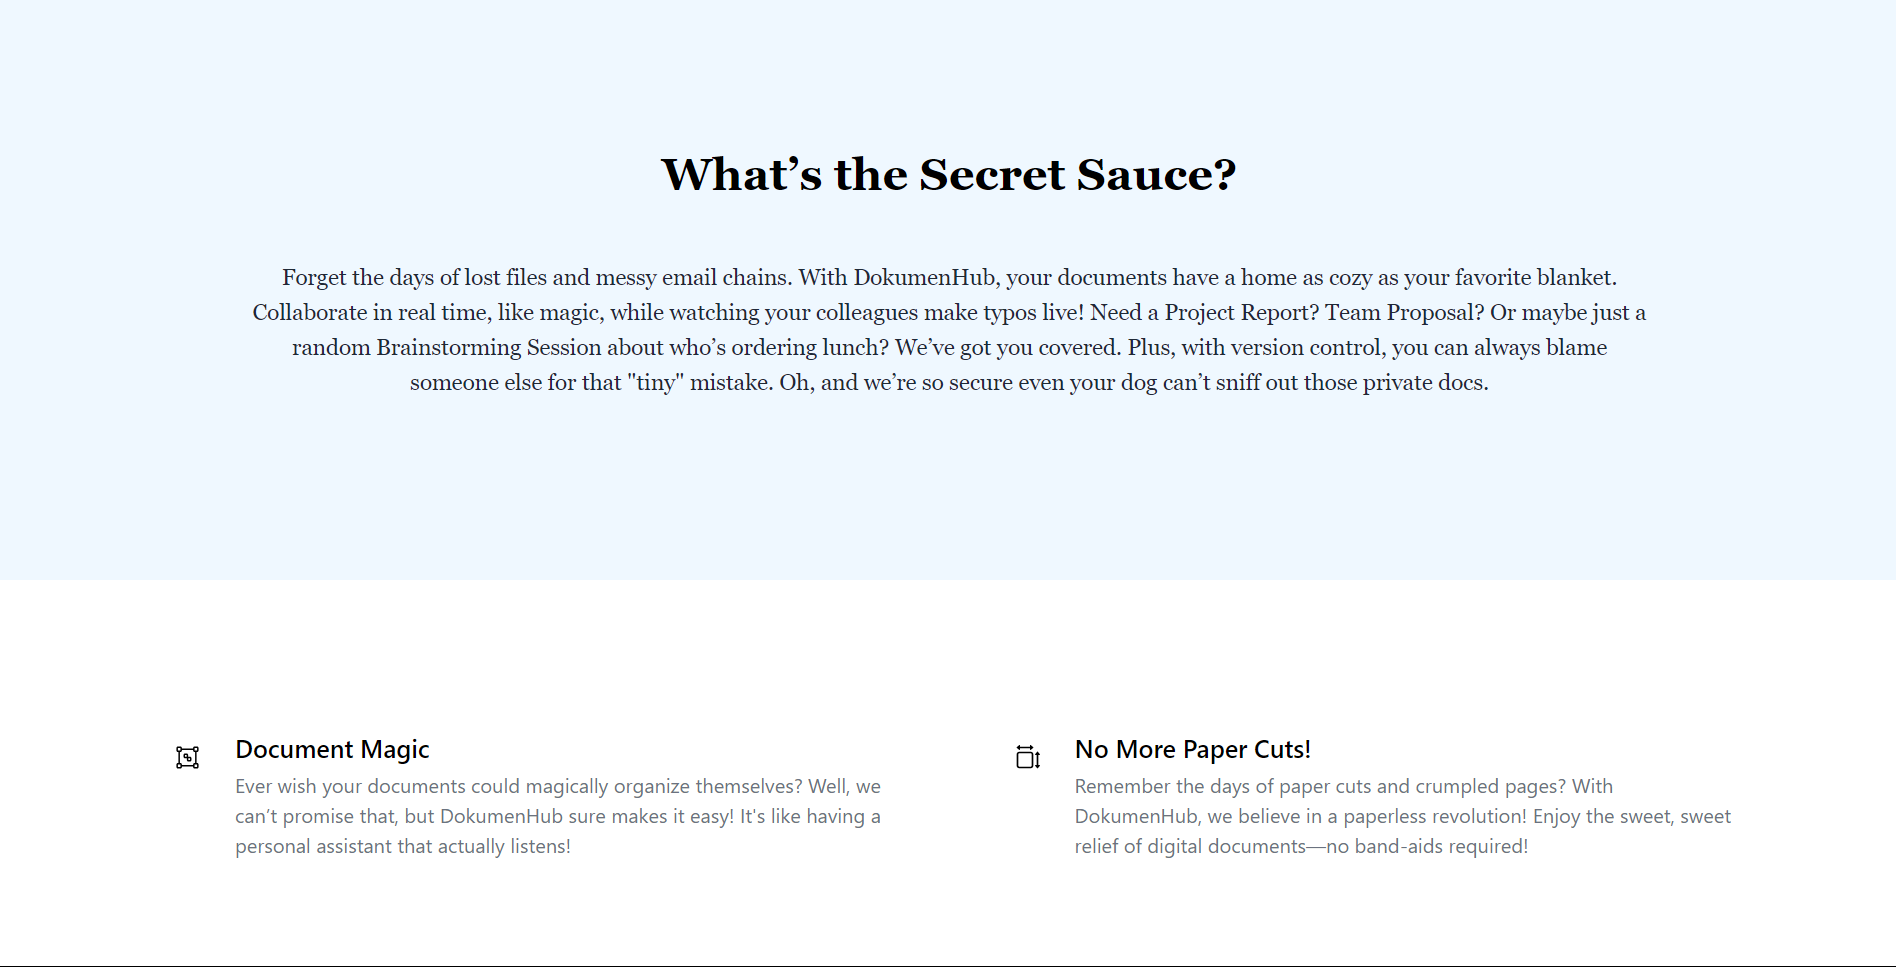 What’s the Secret Sauce?
Forget the days of lost files and messy email chains. With DokumenHub, your documents have a home as cozy as your favorite blanket.
Collaborate in real time, like magic, while watching your colleagues make typos live! Need a Project Report? Team Proposal? Or maybe just a
random Brainstorming Session about who’s ordering lunch? We’ve got you covered. Plus, with version control, you can always blame
someone else for that "tiny" mistake. Oh, and we’re so secure even your dog can’t sniff out those private docs.
Document Magic
Ever wish your documents could magically organize themselves? Well, we
can’t promise that, but DokumenHub sure makes it easy! It's like having a
personal assistant that actually listens!
No More Paper Cuts!
Remember the days of paper cuts and crumpled pages? With
DokumenHub, we believe in a paperless revolution! Enjoy the sweet, sweet
relief of digital documents—no band-aids required!